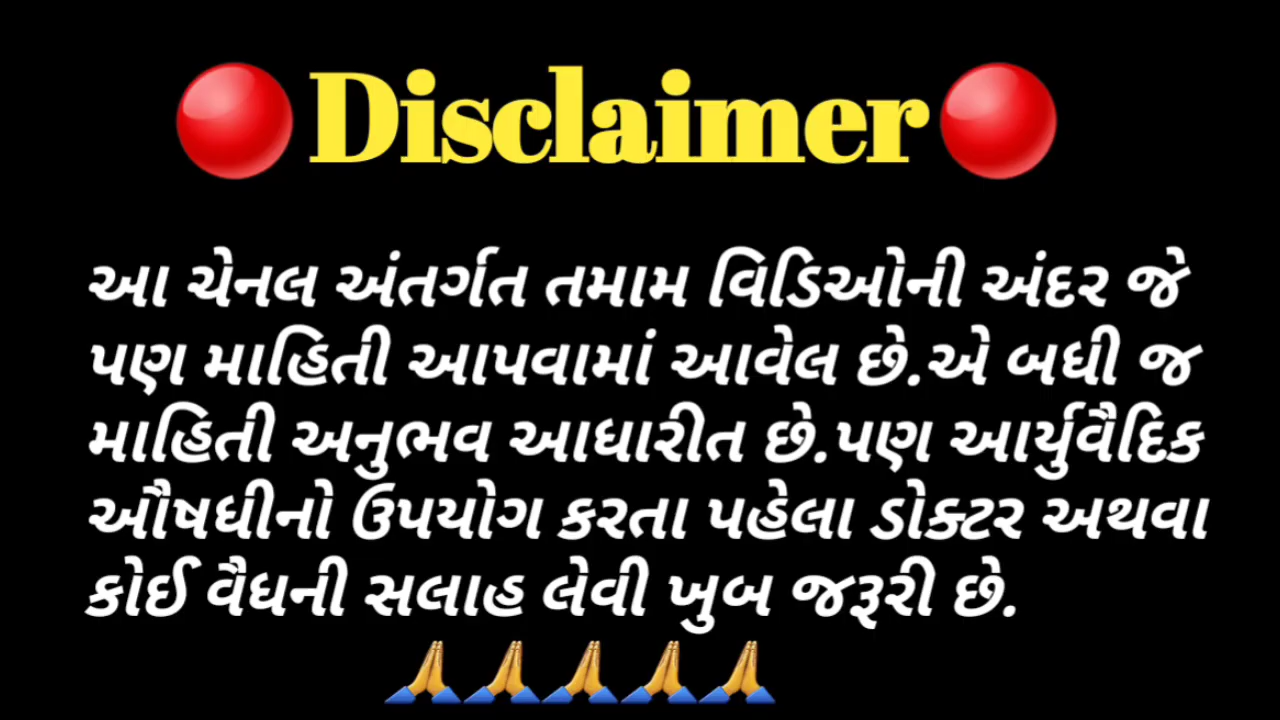 🔴Disclaimer🔴
આ ચેનલ અંતર્ગત તમામ વિડિઓની અંદર જે
પણ માહિતી આપવામાં આવેલ છે.એ બધી જ
માહિતી અનુભવ આધારીત છે.પણ આર્યુવૈદિક
ઔષધીનો ઉપયોગ કરતા પહેલા ડોક્ટર અથવા
કોઈ વૈધની સલાહ લેવી ખુબ જરૂરી છે.
🙏🙏🙏🙏🙏